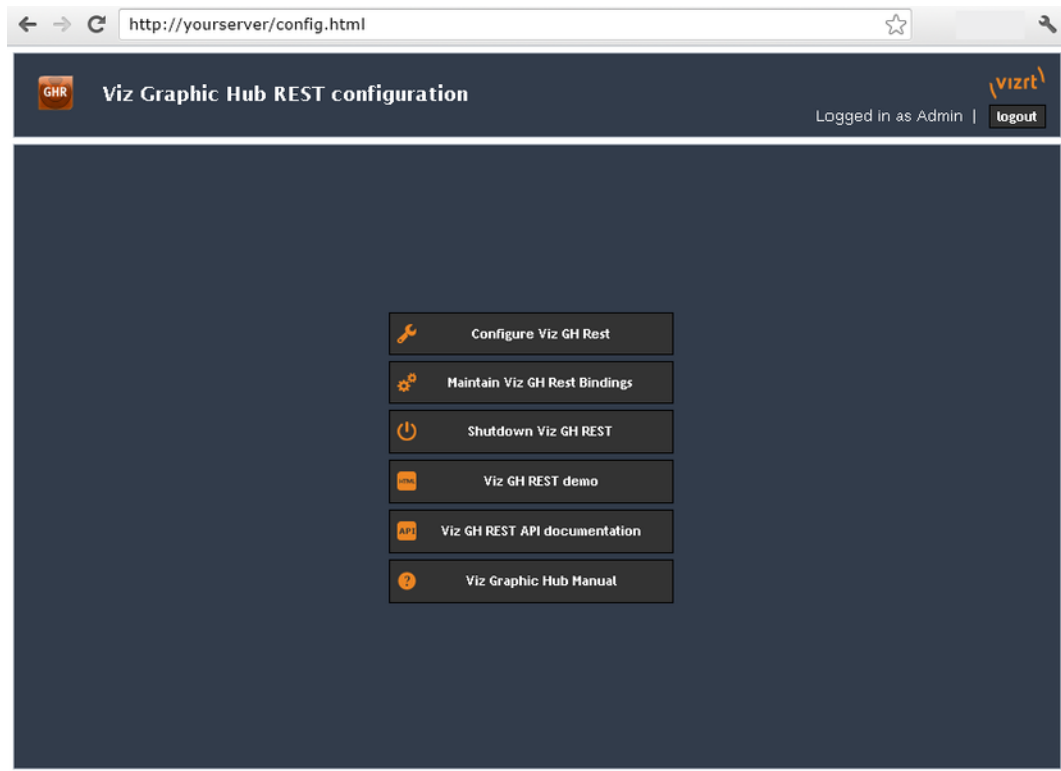 http://yourserver/config.html
GHR
Viz Graphic Hub REST configuration
vizrt
Logged in as Admin |
logout
Configure Viz GH Rest
Maintain Viz GH Rest Bindings
Shutdown Viz GH REST
HTML
Viz GH REST demo
API
Viz GH REST API documentation
?
Viz Graphic Hub Manual